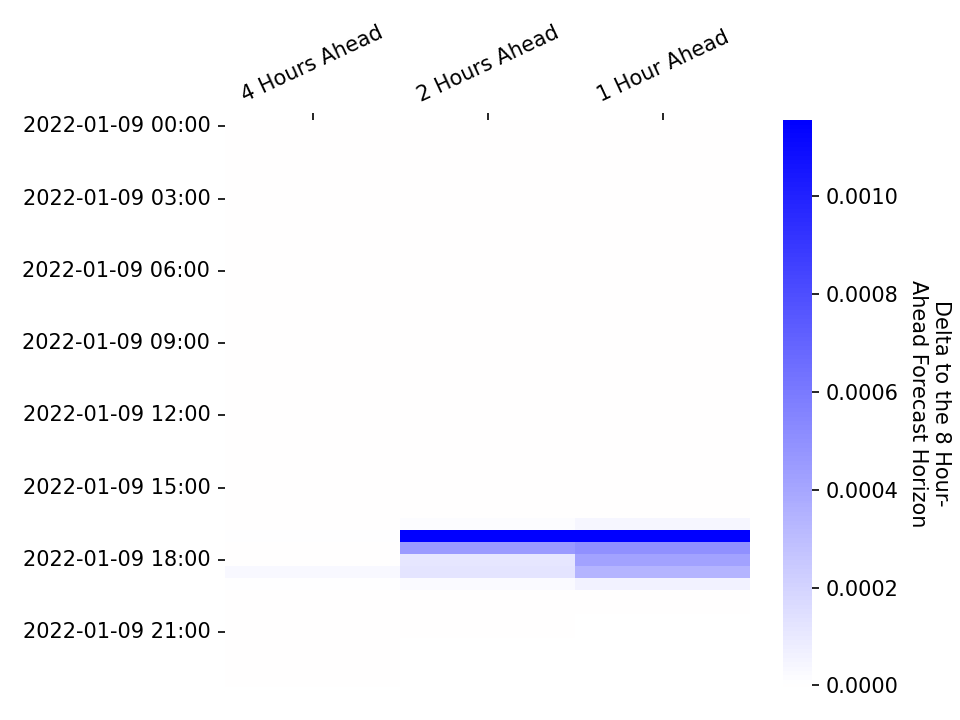 4 Hours Ahead
2 Hours Ahead
1 Hour Ahead
2022-01-09 00:00
2022-01-09 03:00
2022-01-09 06:00
2022-01-09 09:00
2022-01-09 12:00
2022-01-09 15:00
2022-01-09 18:00
2022-01-09 21:00
0.0010
0.0008
0.0006
0.0004
0.0002
0.0000
Delta to the 8 Hour-
Ahead Forecast Horizon